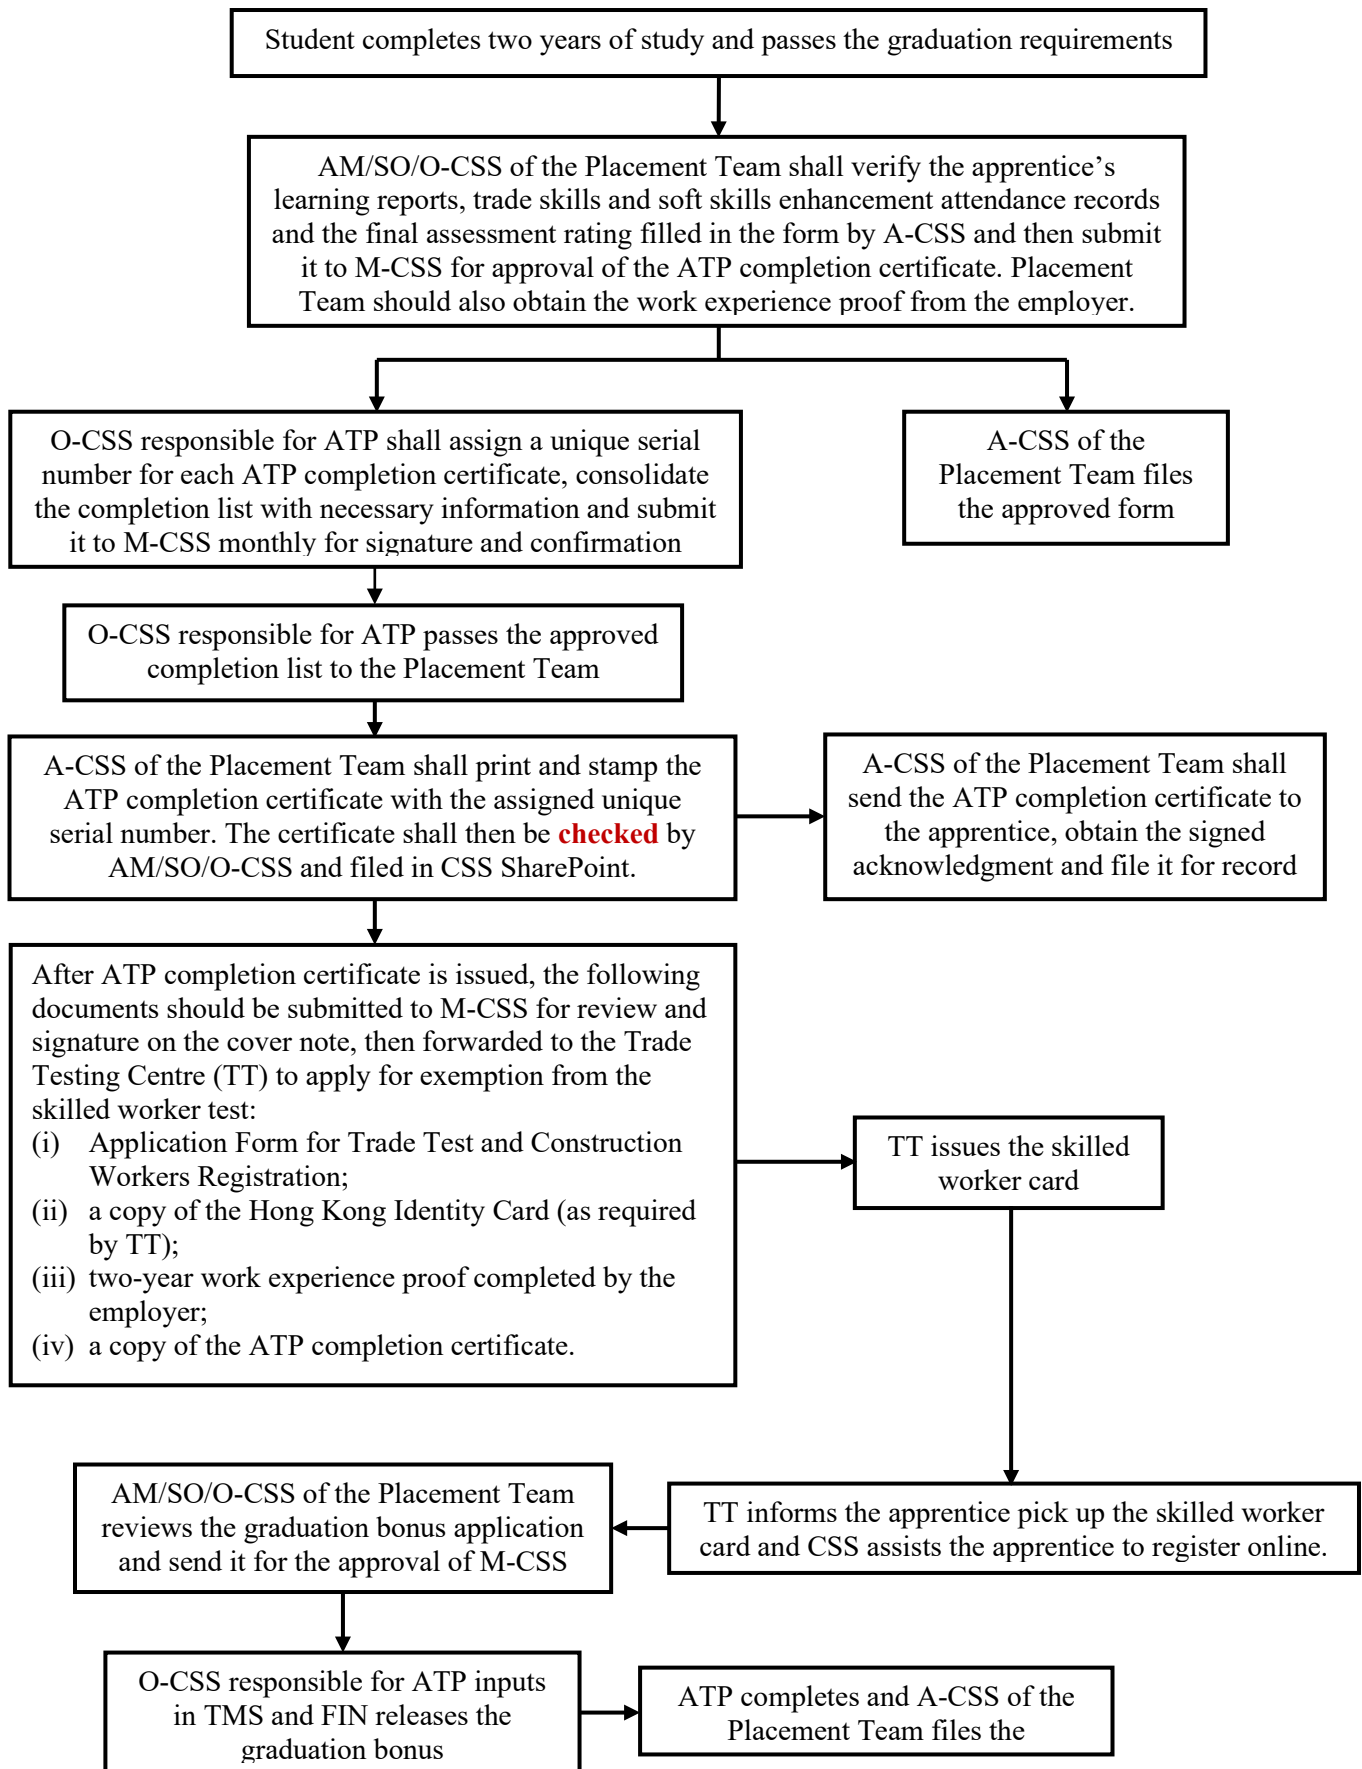 Student completes two years of study and passes the graduation requirements
AM/SO/O-CSS of the Placement Team shall verify the apprentice’s
learning reports, trade skills and soft skills enhancement attendance records
and the final assessment rating filled in the form by A-CSS and then submit
it to M-CSS for approval of the ATP completion certificate. Placement
Team should also obtain the work experience proof from the employer.
O-CSS responsible for ATP shall assign a unique serial
number for each ATP completion certificate, consolidate
the completion list with necessary information and submit
it to M-CSS monthly for signature and confirmation
A-CSS of the
Placement Team files
the approved form
O-CSS responsible for ATP passes the approved
completion list to the Placement Team
A-CSS of the Placement Team shall print and stamp the
ATP completion certificate with the assigned unique
serial number. The certificate shall then be checked by
AM/SO/O-CSS and filed in CSS SharePoint.
A-CSS of the Placement Team shall
send the ATP completion certificate to
the apprentice, obtain the signed
acknowledgment and file it for record
After ATP completion certificate is issued, the following
documents should be submitted to M-CSS for review and
signature on the cover note, then forwarded to the Trade
Testing Centre (TT) to apply for exemption from the
skilled worker test:
(i) Application Form for Trade Test and Construction
Workers Registration;
(ii) a copy of the Hong Kong Identity Card (as required
by TT);
(iii) two-year work experience proof completed by the
employer;
(iv) a copy of the ATP completion certificate.
TT issues the skilled
worker card
TT informs the apprentice pick up the skilled worker
card and CSS assists the apprentice to register online.
AM/SO/O-CSS of the Placement Team
reviews the graduation bonus application
and send it for the approval of M-CSS
O-CSS responsible for ATP inputs
in TMS and FIN releases the
graduation bonus
ATP completes and A-CSS of the
Placement Team files the